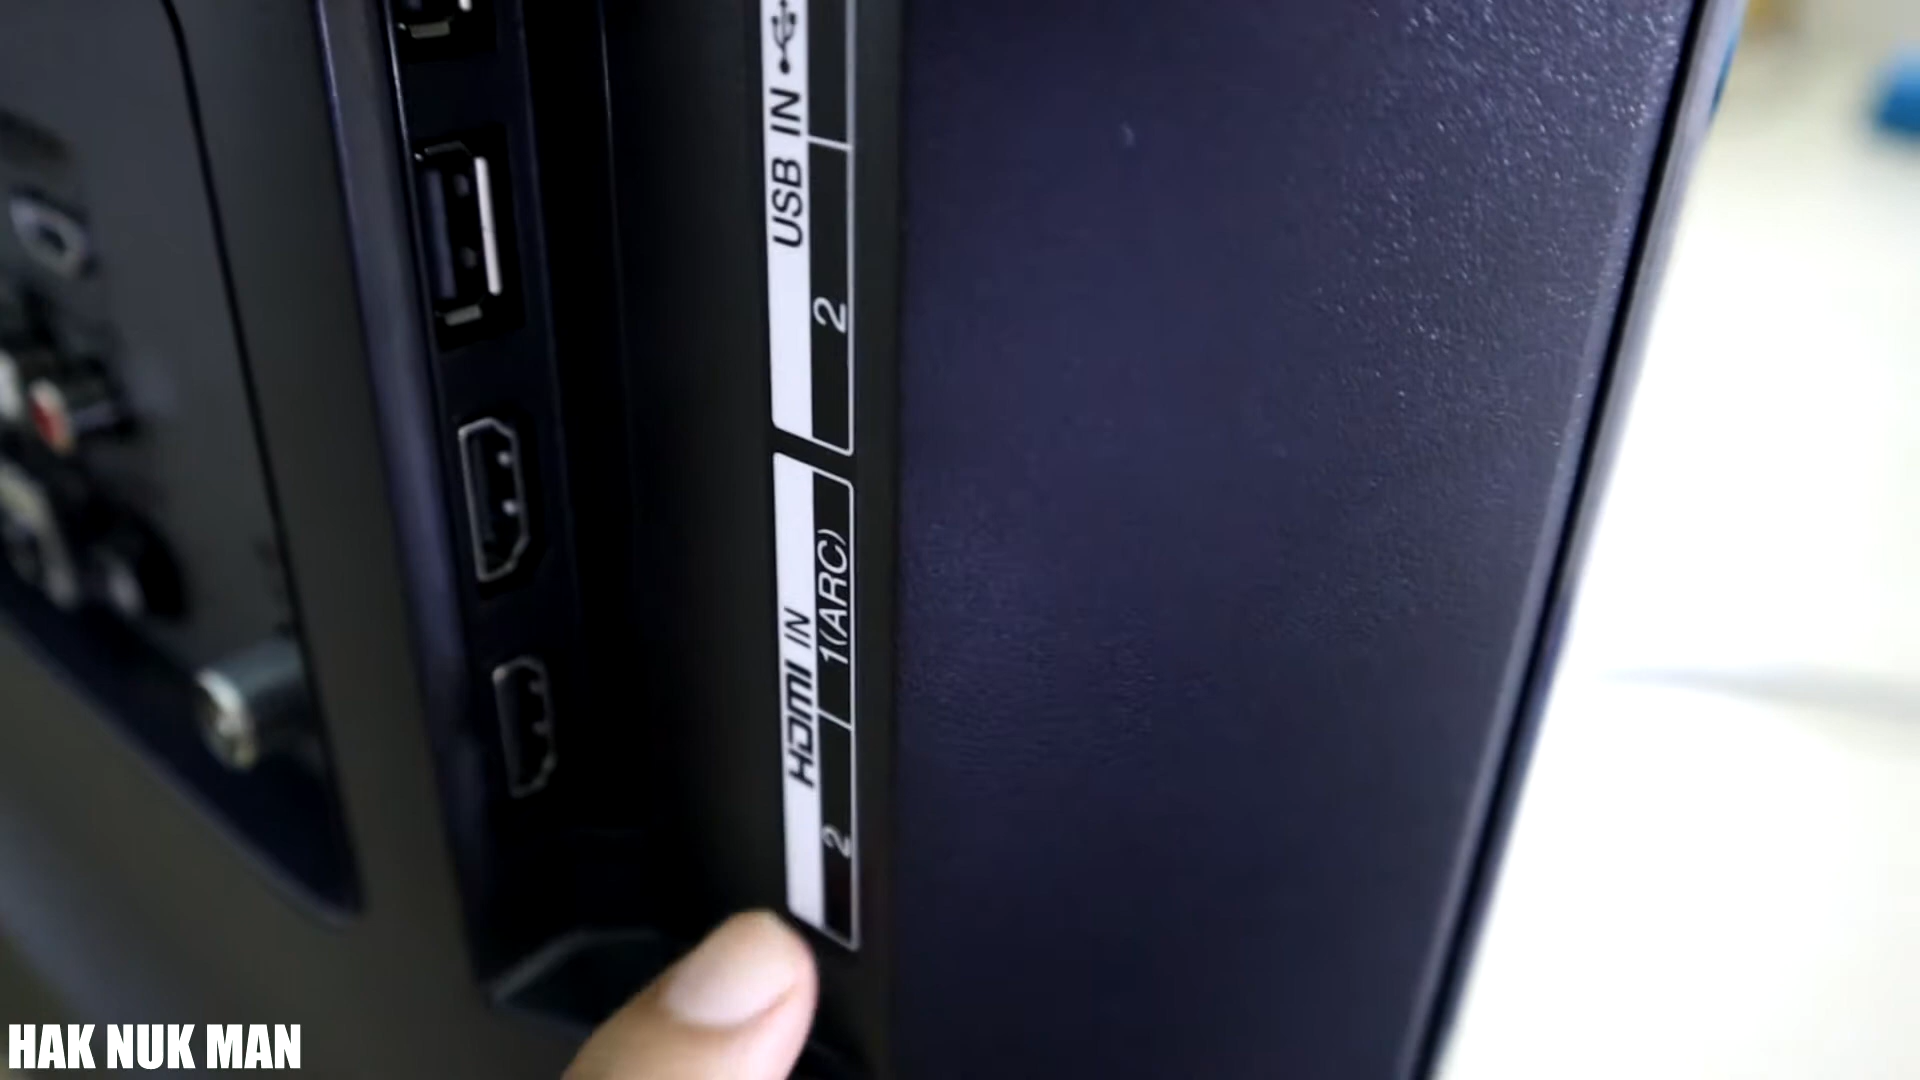 USB IN
2
HDMI IN
1(ARC)
2
HAK NUK MAN